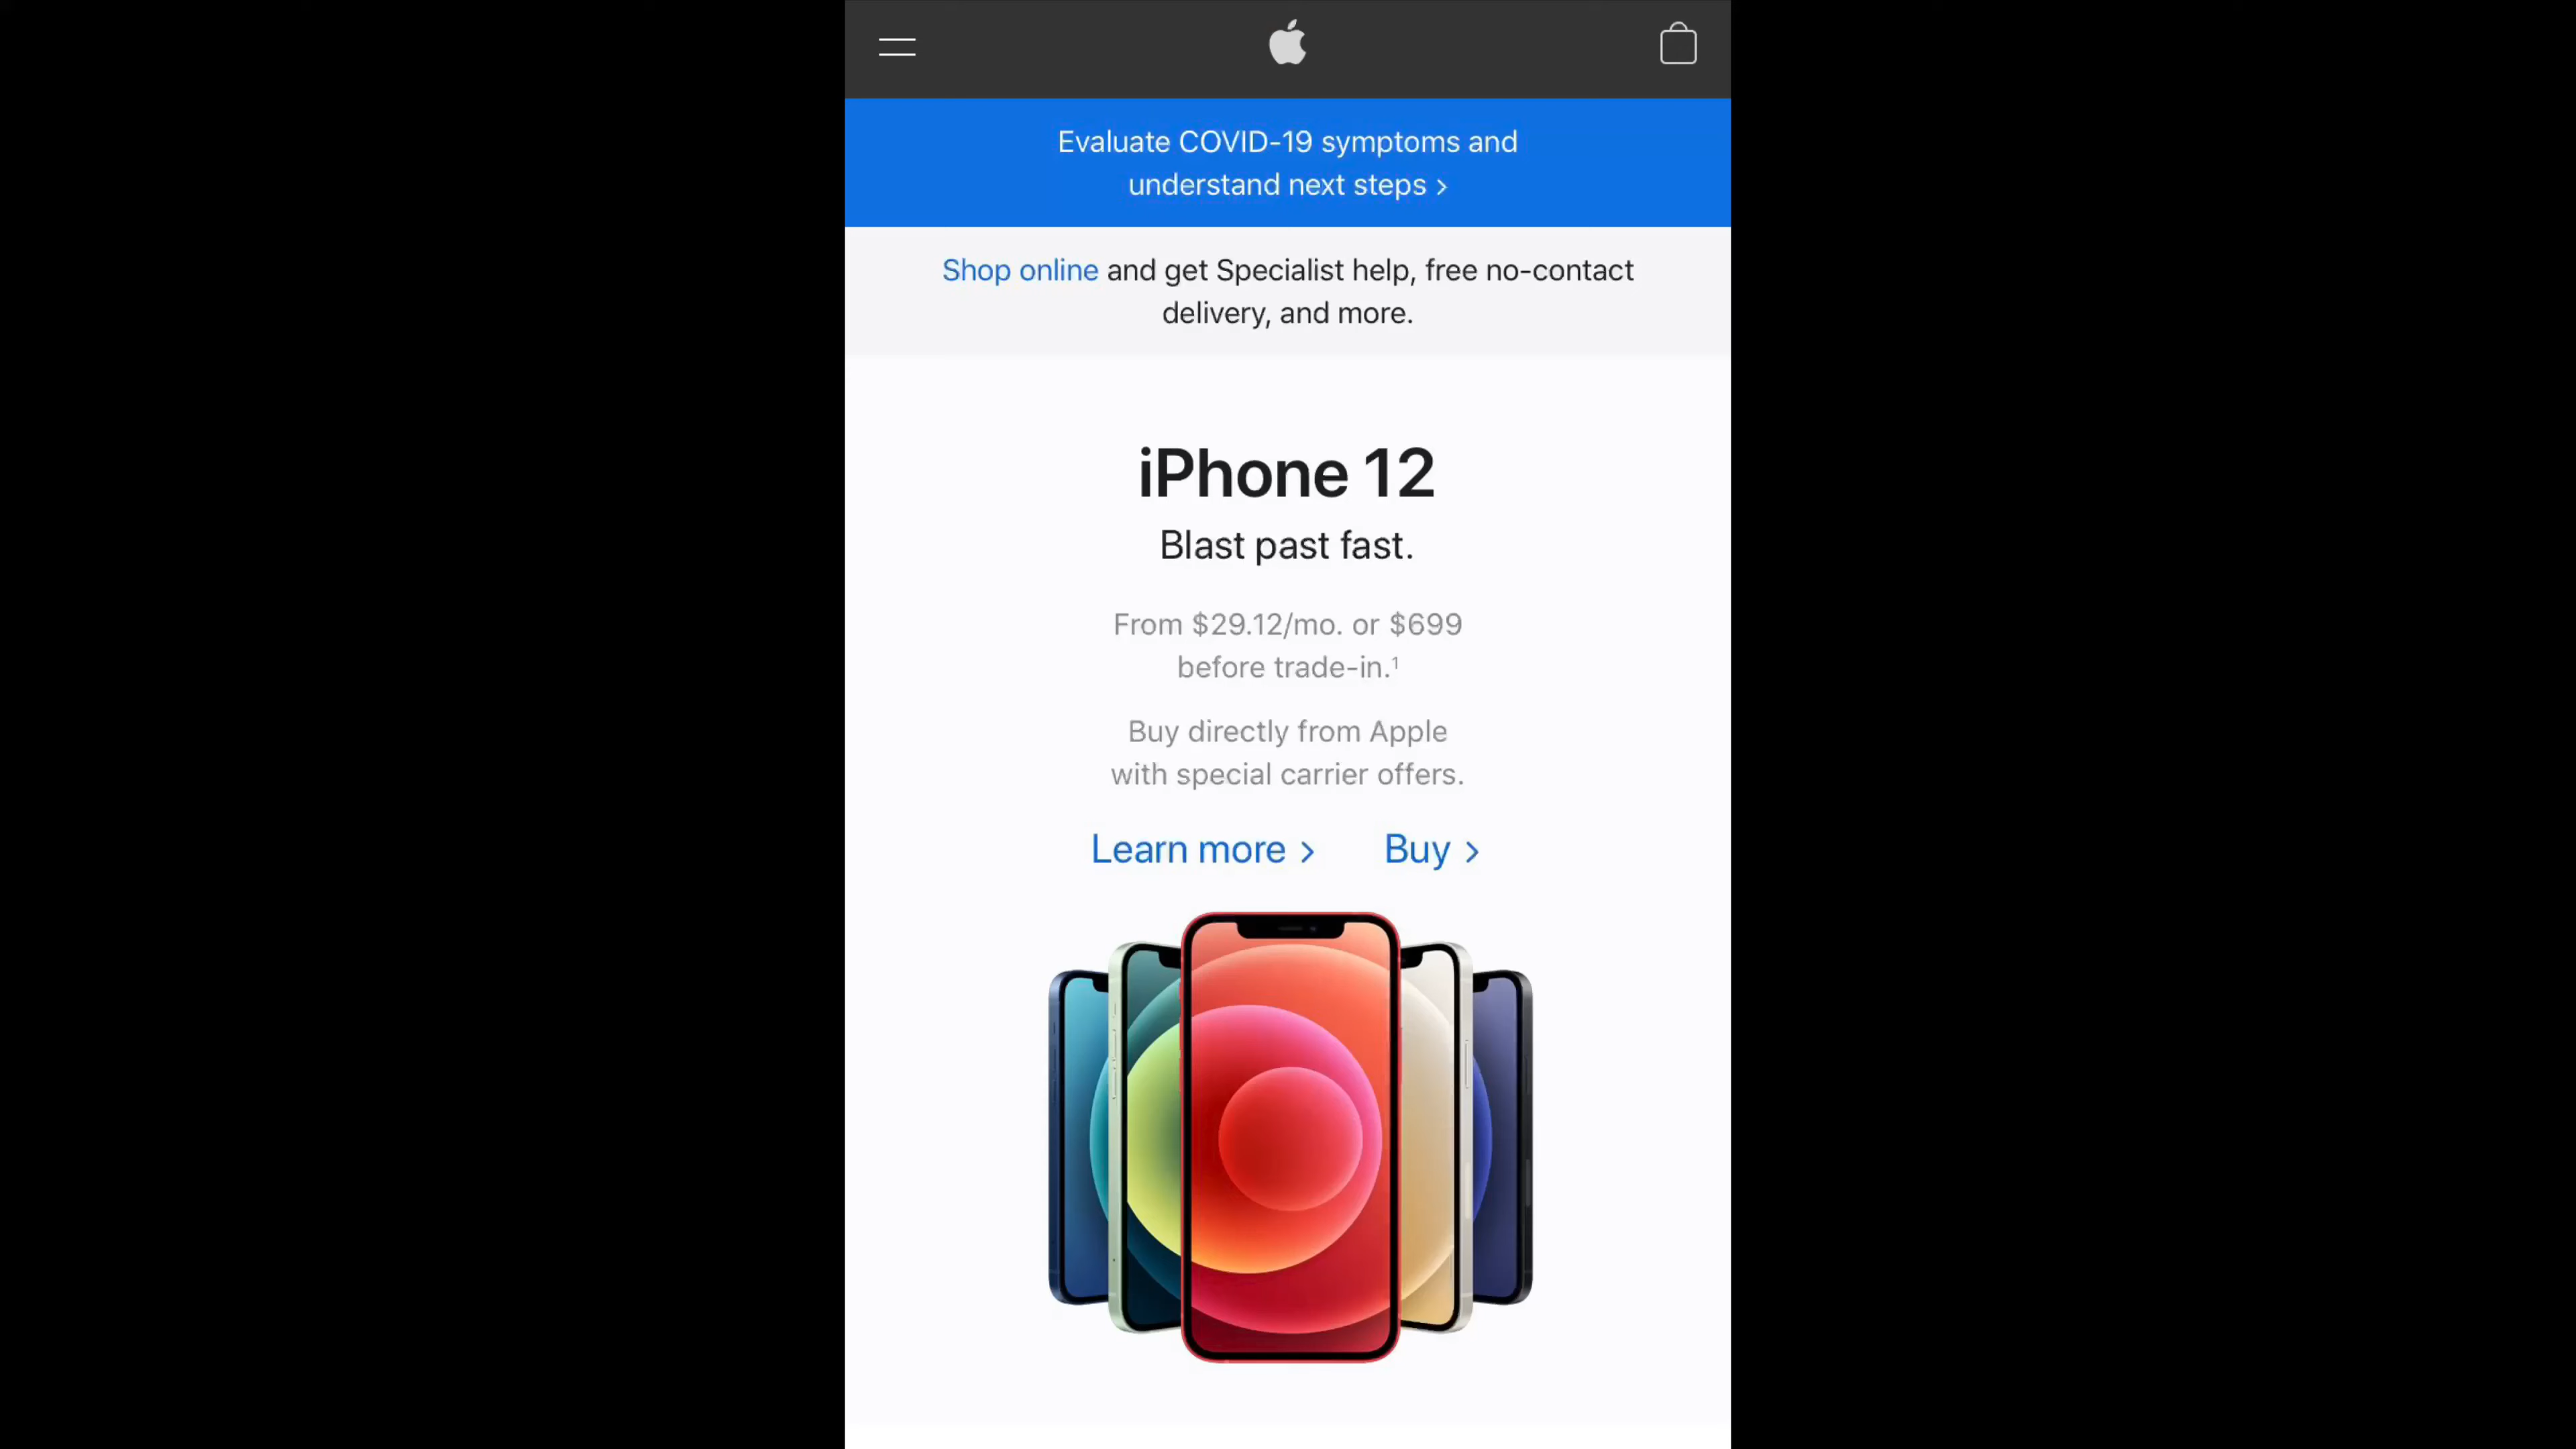 Evaluate COVID-19 symptoms and
understand next steps >
Shop online and get Specialist help, free no-contact
delivery, and more.
iPhone 12
Blast past fast.
From $29.12/mo. or $699
before trade-in.¹
Buy directly from Apple
with special carrier offers.
Learn more > Buy >